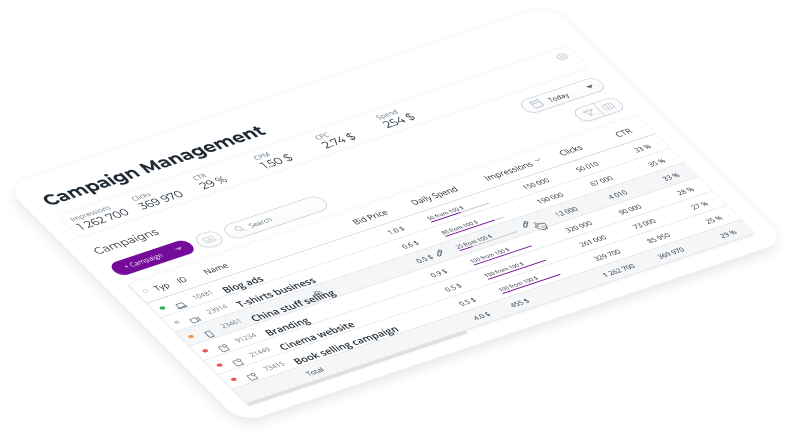 Campaign Management
Impressions Clicks CTR CPM CPC Spend
1 262 700 369 970 29 % 1.50 $ 2.74 $ 254 $
Campaigns
Today
+ Campaign Search
Typ ID Name Bid Price Daily Spend Impressions Clicks CTR
10481 Blog ads 1.0 $ 50 from 100 $ 150 000 50 010 33 %
23914 T-shirts business 0.6 $ 80 from 100 $ 190 000 67 000 35 %
23461 China stuff selling 0.5 $ 20 from 100 $ 12 000 4 010 33 %
91234 Branding 0.9 $ 100 from 100 $ 320 000 90 000 28 %
21449 Cinema website 0.5 $ 100 from 100 $ 261 000 73 000 27 %
73415 Book selling campaign 0.5 $ 100 from 100 $ 329 700 85 950 25 %
Total 4.0 $ 455 $ 1 262 700 369 970 29 %